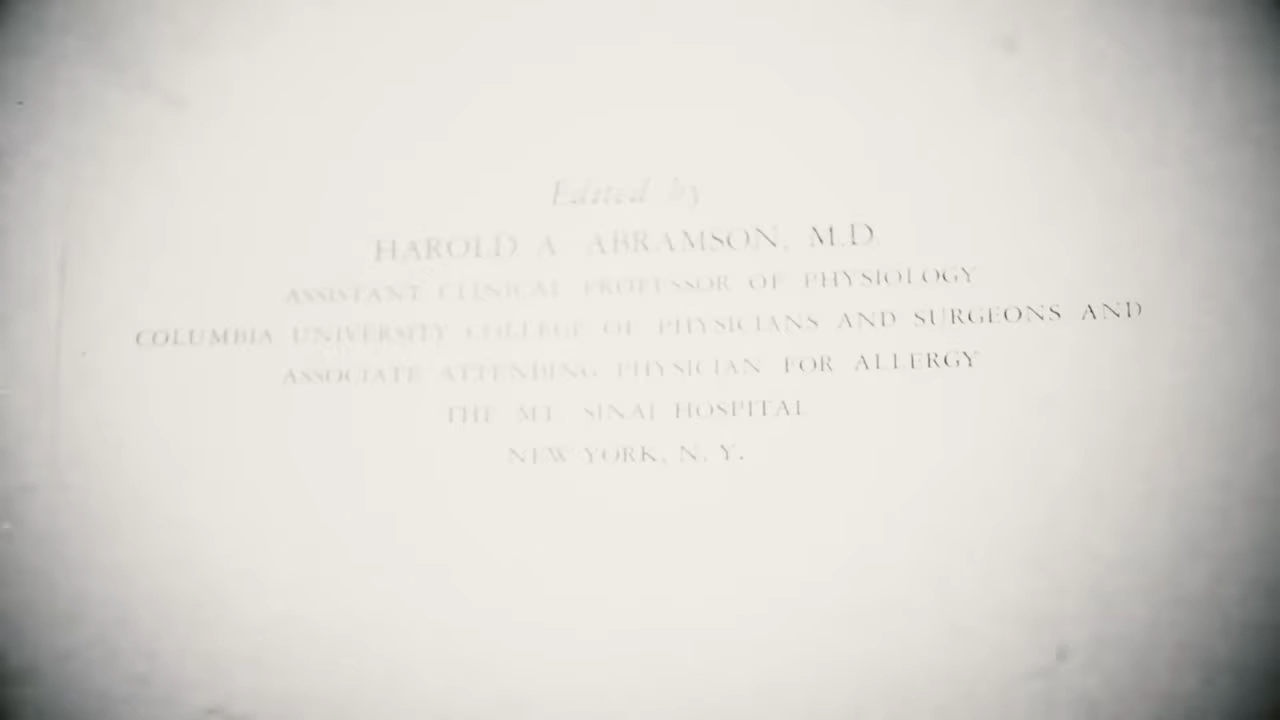 Edited by
HAROLD A ABRAMSON, M.D.
ASSISTANT CLINICAL PROFESSOR OF PHYSIOLOGY
COLUMBIA UNIVERSITY COLLEGE OF PHYSICIANS AND SURGEONS AND
ASSOCIATE ATTENDING PHYSICIAN FOR ALLERGY
THE MT. SINAI HOSPITAL
NEW YORK, N. Y.